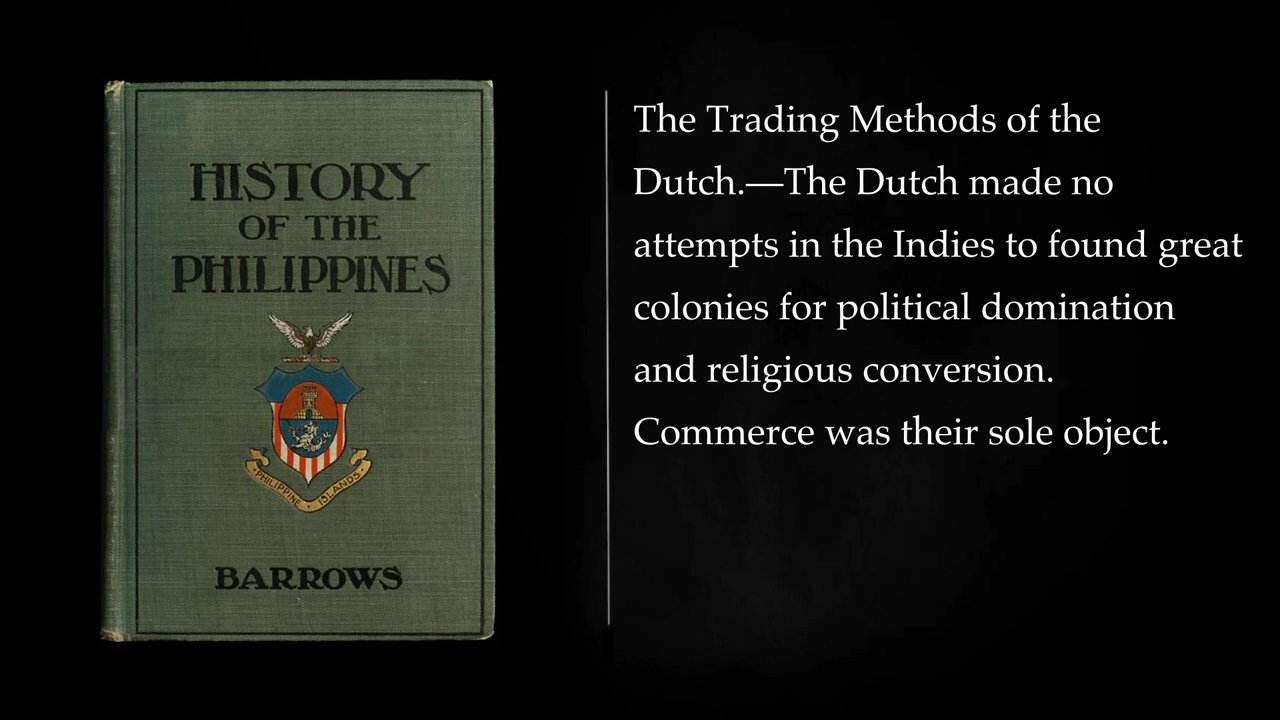 HISTORY
OF THE
PHILIPPINES
PHILIPPINE ISLANDS
BARROWS
The Trading Methods of the
Dutch.—The Dutch made no
attempts in the Indies to found great
colonies for political domination
and religious conversion.
Commerce was their sole object.